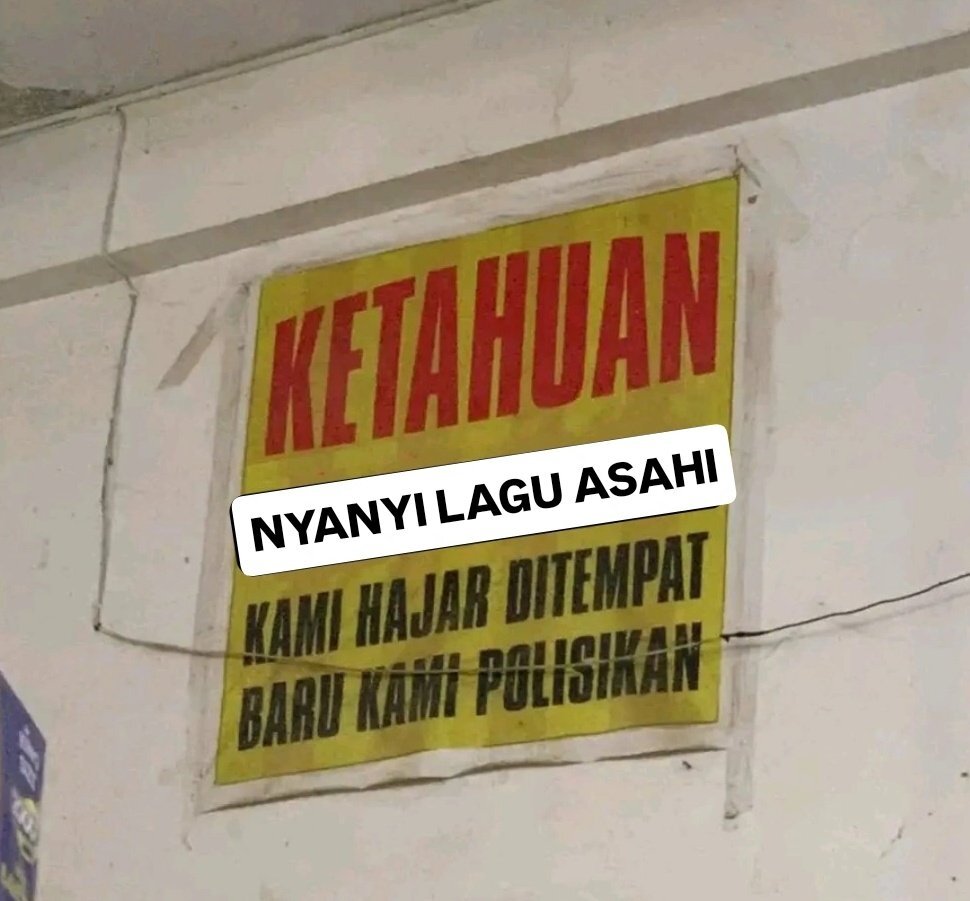 KETAHUAN
NYANYI LAGU ASAHI
KAMI HAJAR DITEMPAT
BARU KAMI POLISIKAN